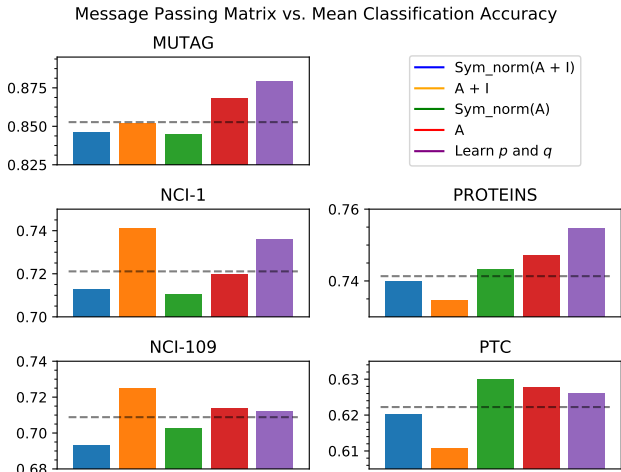 Message Passing Matrix vs. Mean Classification Accuracy
MUTAG
0.875
0.850
0.825
Sym_norm(A + I)
A + I
Sym_norm(A)
A
Learn p and q
NCI-1
0.74
0.72
0.70
PROTEINS
0.76
0.74
NCI-109
0.74
0.72
0.70
0.68
PTC
0.63
0.62
0.61